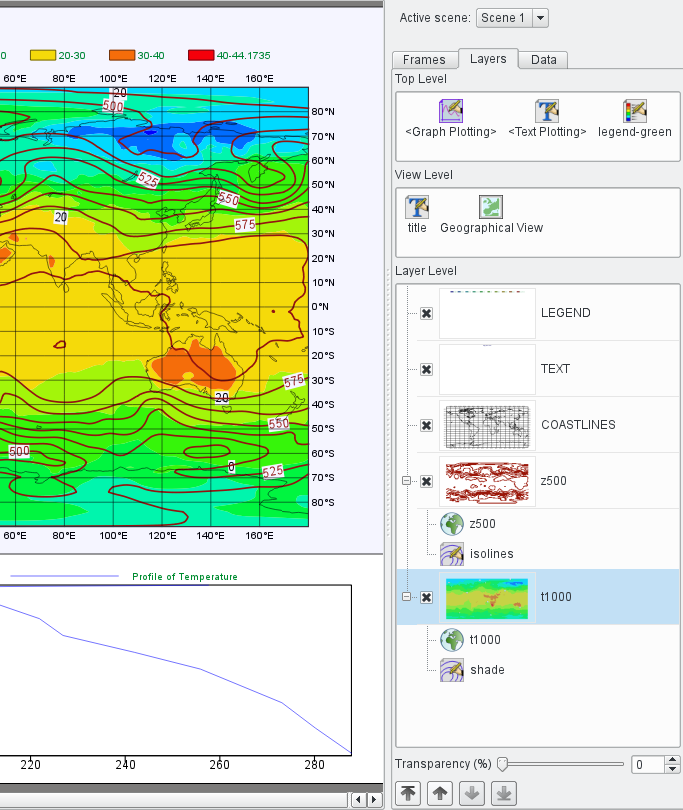 0 20-30 30-40 40-44.1735
60°E 80°E 100°E 120°E 140°E 160°E
20
500
80°N
70°N
60°N
525
50°N
550
40°N
20
575
30°N
20°N
10°N
0°N
10°S
20°S
575
30°S
20
40°S
550
50°S
500
60°S
0
525
70°S
80°S
60°E 80°E 100°E 120°E 140°E 160°E
Profile of Temperature
220 240 260 280
Active scene: Scene 1
Frames Layers Data
Top Level
<Graph Plotting> <Text Plotting> legend-green
View Level
title Geographical View
Layer Level
LEGEND
TEXT
COASTLINES
z500
z500
isolines
t1000
t1000
shade
Transparency (%) 0